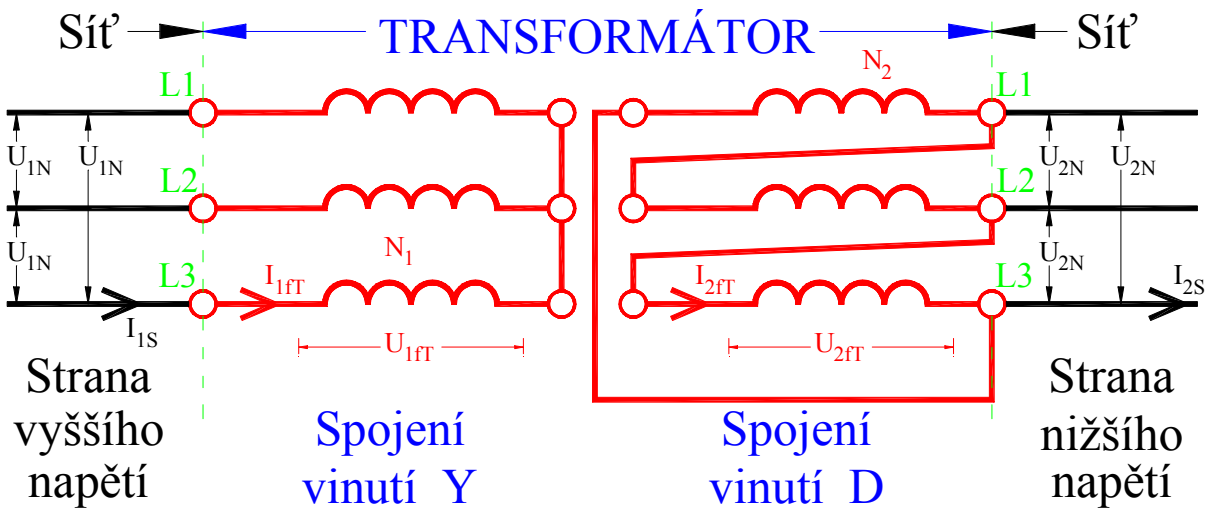 Síť TRANSFORMÁTOR Síť
L1 N2 L1
U1N U1N U2N U2N
L2 L2
U1N N1 U2N
L3 I1fT I2fT L3 I2S
I1S
U1fT U2fT
Strana
vyššího
napětí
Spojení
vinutí Y
Spojení
vinutí D
Strana
nižšího
napětí